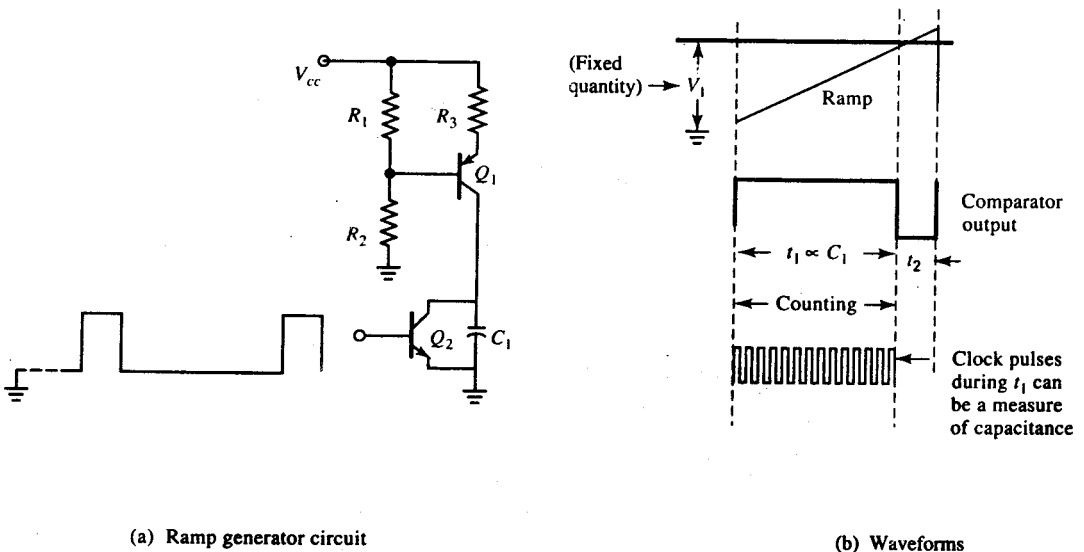 V_cc
R_1
R_3
Q_1
R_2
Q_2
C_1
(a) Ramp generator circuit
(Fixed
quantity)
V_1
Ramp
Comparator
output
t_1 ∝ C_1
t_2
Counting
Clock pulses
during t_1 can
be a measure
of capacitance
(b) Waveforms